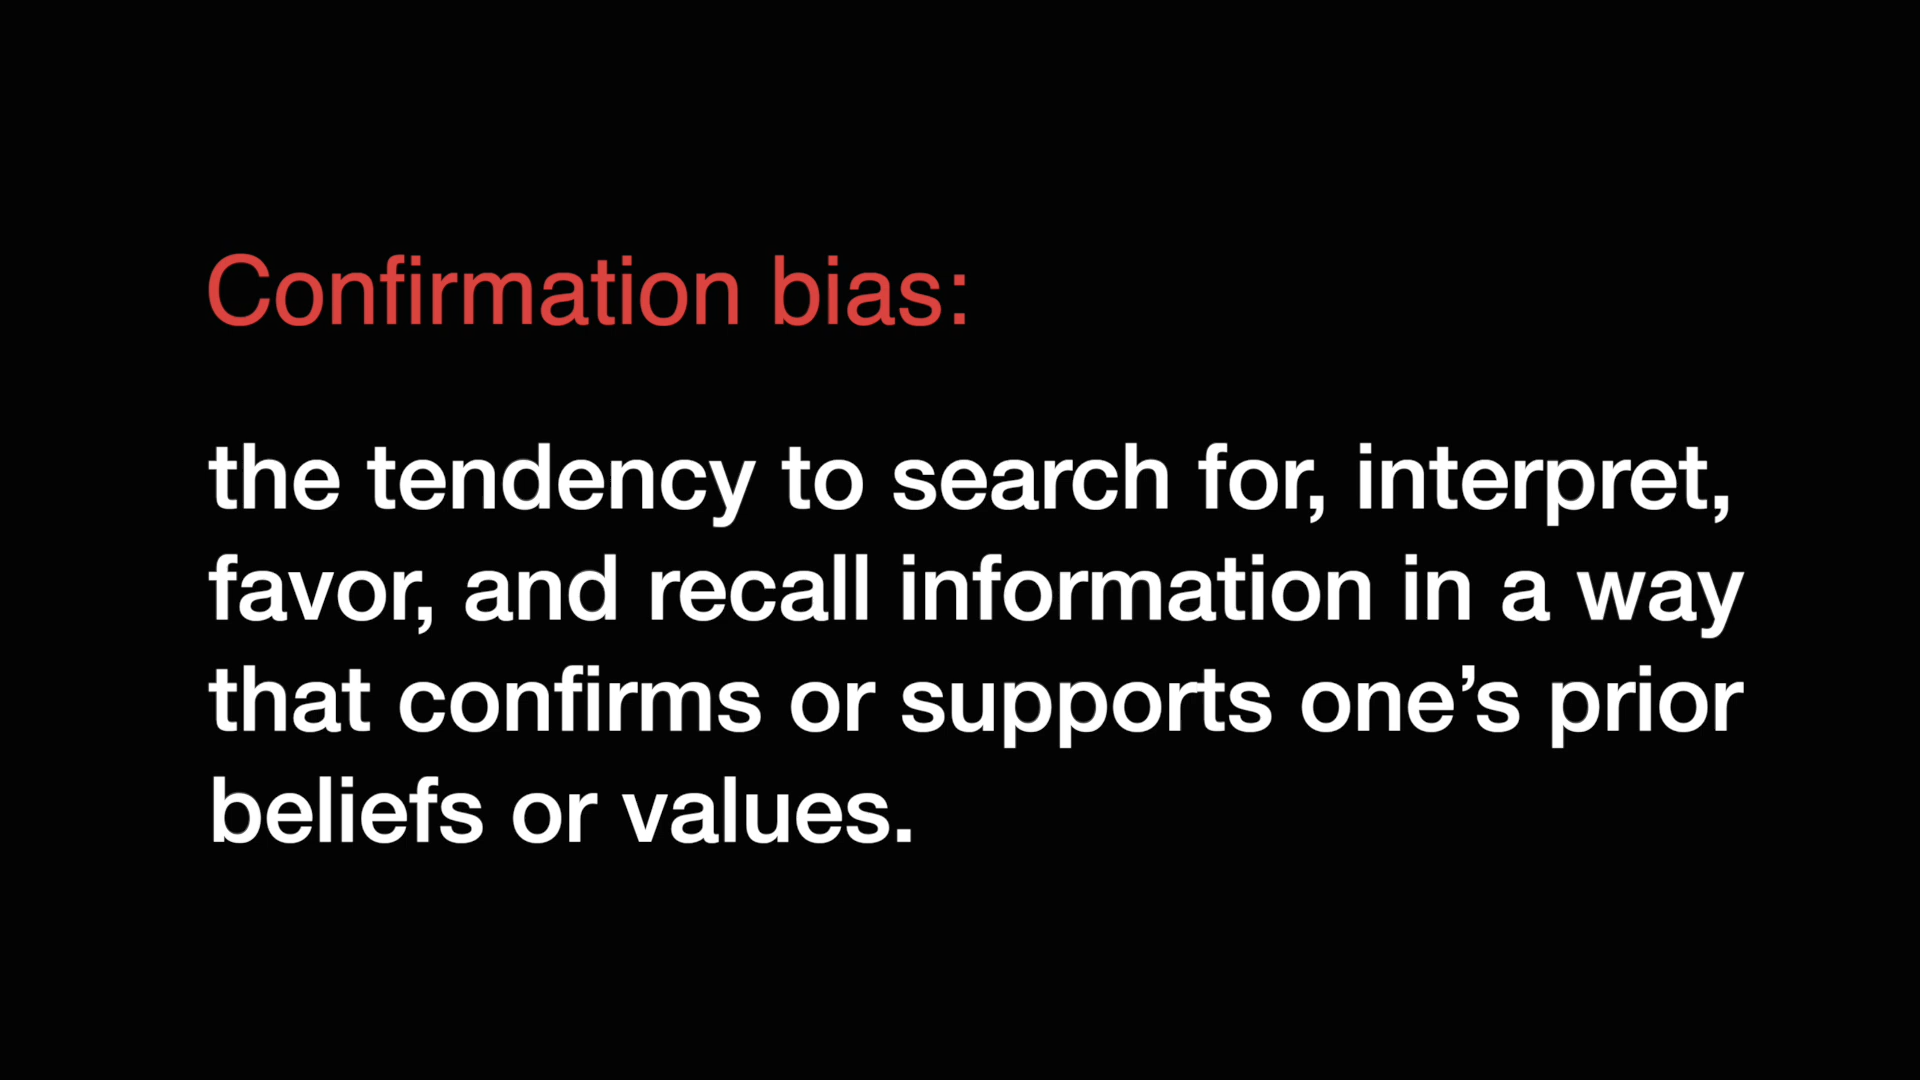 Confirmation bias:
the tendency to search for, interpret,
favor, and recall information in a way
that confirms or supports one’s prior
beliefs or values.